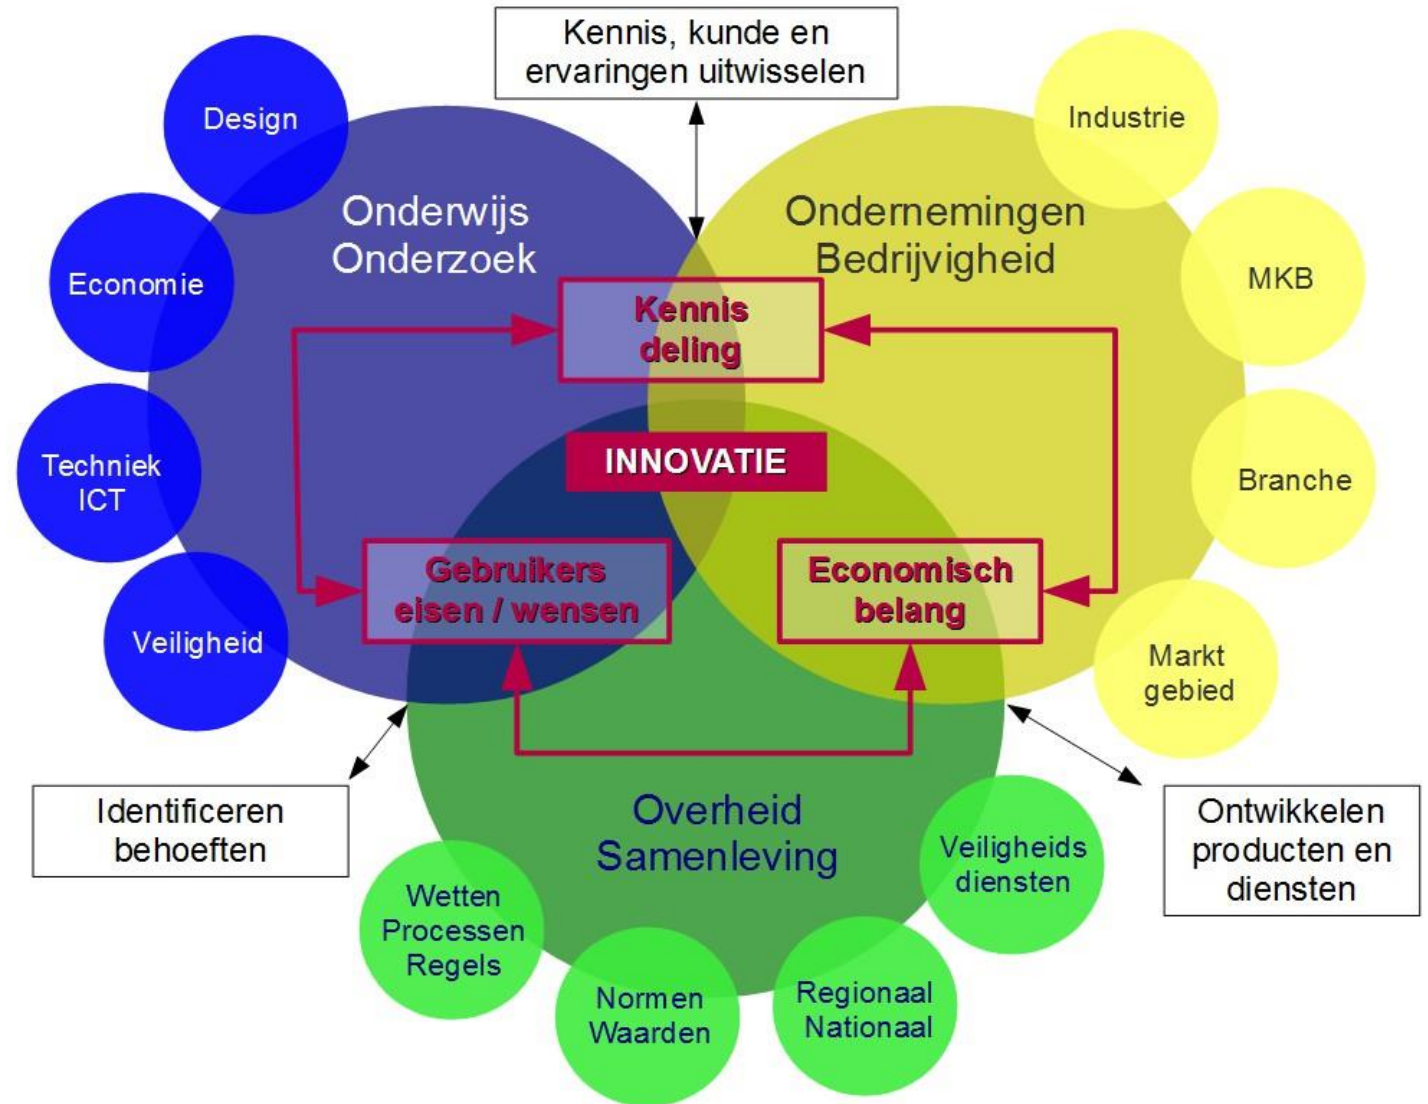 Kennis, kunde en
ervaringen uitwisselen
Design
Economie
Techniek
ICT
Veiligheid
Onderwijs
Onderzoek
Ondernemingen
Bedrijvigheid
Industrie
MKB
Branche
Markt
gebied
Kennis
deling
INNOVATIE
Gebruikers
eisen / wensen
Economisch
belang
Identificeren
behoeften
Overheid
Samenleving
Ontwikkelen
producten en
diensten
Wetten
Processen
Regels
Normen
Waarden
Regionaal
Nationaal
Veiligheids
diensten